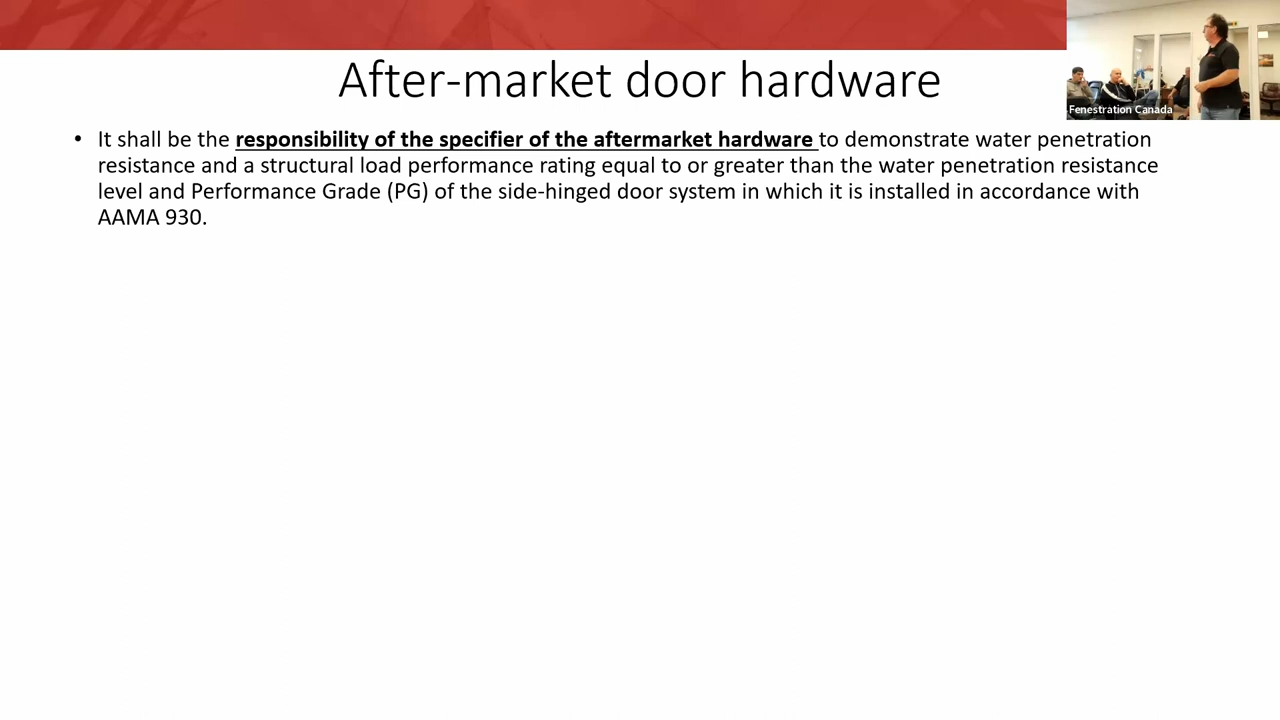 After-market door hardware
Fenestration Canada
• It shall be the responsibility of the specifier of the aftermarket hardware to demonstrate water penetration
resistance and a structural load performance rating equal to or greater than the water penetration resistance
level and Performance Grade (PG) of the side-hinged door system in which it is installed in accordance with
AAMA 930.